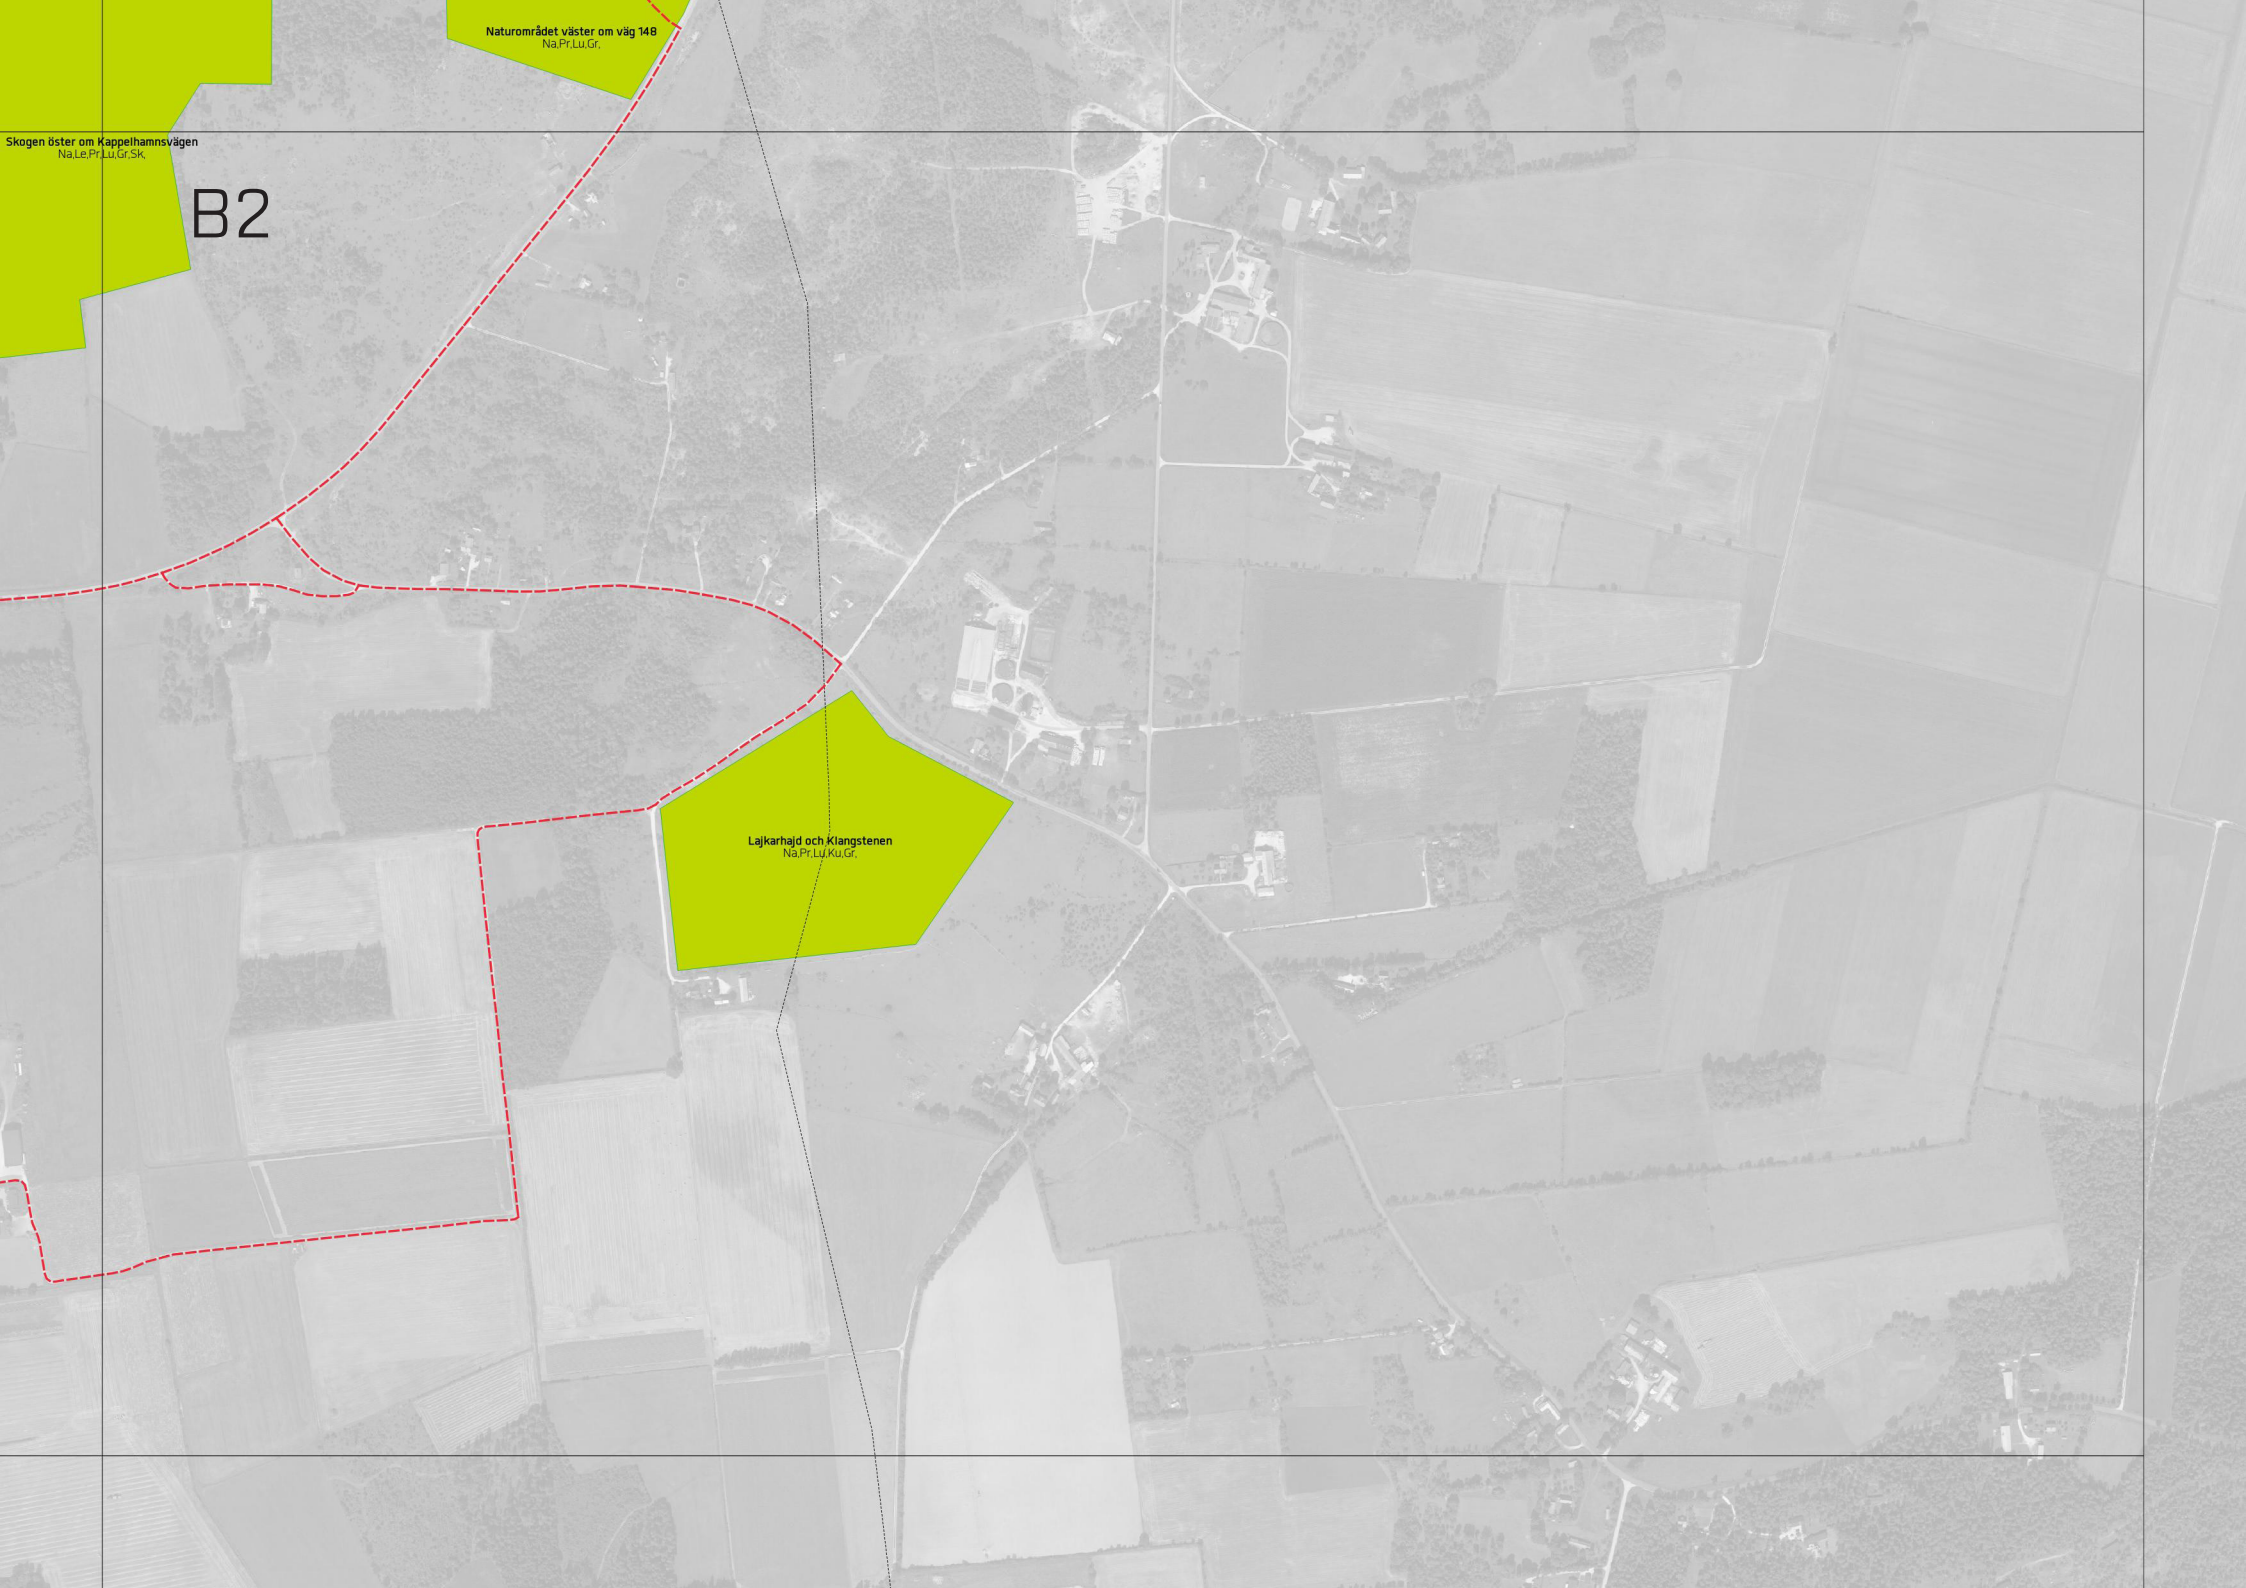 Naturområdet väster om väg 148
Na,Pr,Lu,Gr,
Skogen öster om Kappelhamnsvägen
Na,Le,Pr,Lu,Gr,Sk,
B2
Lajkarhajd och Klangstenen
Na,Pr,Lu,Ku,Gr,